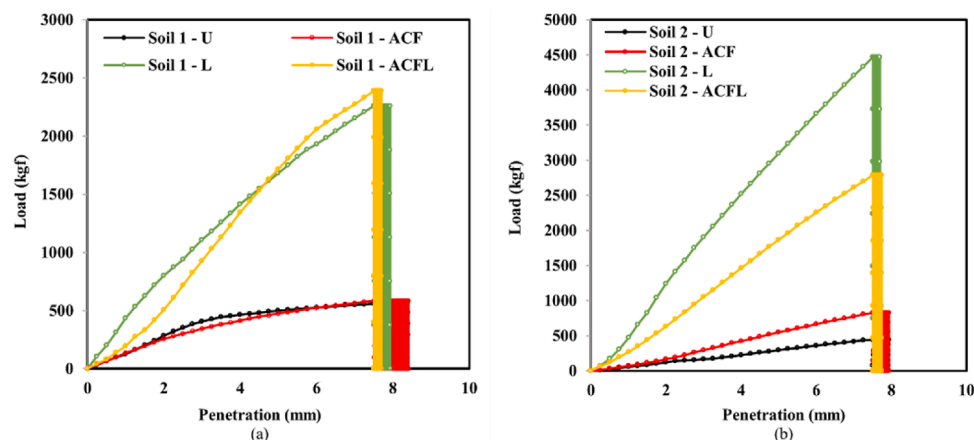 3000
2500
2000
1500
1000
500
0
Load (kgf)
Soil 1 - U
Soil 1 - ACF
Soil 1 - L
Soil 1 - ACFL
0 2 4 6 8 10
Penetration (mm)
(a)
5000
4500
4000
3500
3000
2500
2000
1500
1000
500
0
Load (kgf)
Soil 2 - U
Soil 2 - ACF
Soil 2 - L
Soil 2 - ACFL
0 2 4 6 8 10
Penetration (mm)
(b)